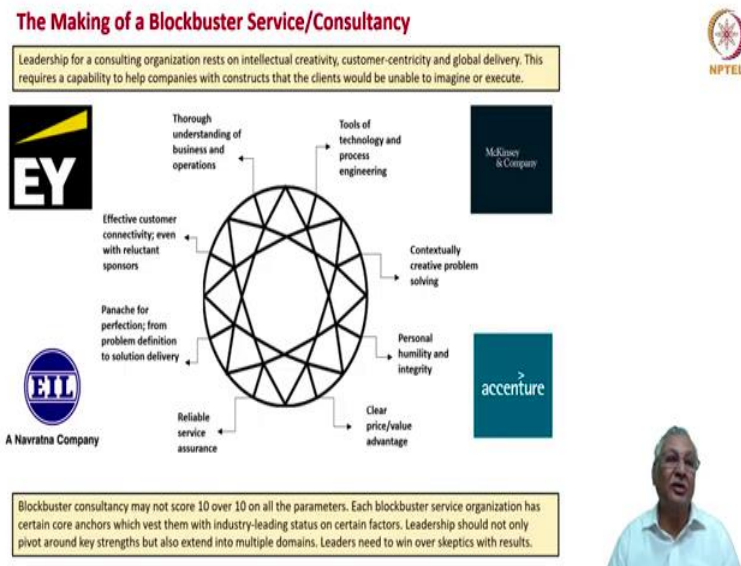 The Making of a Blockbuster Service/Consultancy
NPTEL
Leadership for a consulting organization rests on intellectual creativity, customer-centricity and global delivery. This
requires a capability to help companies with constructs that the clients would be unable to imagine or execute.
EY
Thorough
understanding of
business and
operations
Tools of
technology and
process
engineering
McKinsey
& Company
Effective customer
connectivity; even
with reluctant
sponsors
Contextually
creative problem
solving
Panache for
perfection; from
problem definition
to solution delivery
Personal
humility and
integrity
EIL
A Navratna Company
Reliable
service
assurance
Clear
price/value
advantage
>
accenture
Blockbuster consultancy may not score 10 over 10 on all the parameters. Each blockbuster service organization has
certain core anchors which vest them with industry-leading status on certain factors. Leadership should not only
pivot around key strengths but also extend into multiple domains. Leaders need to win over skeptics with results.